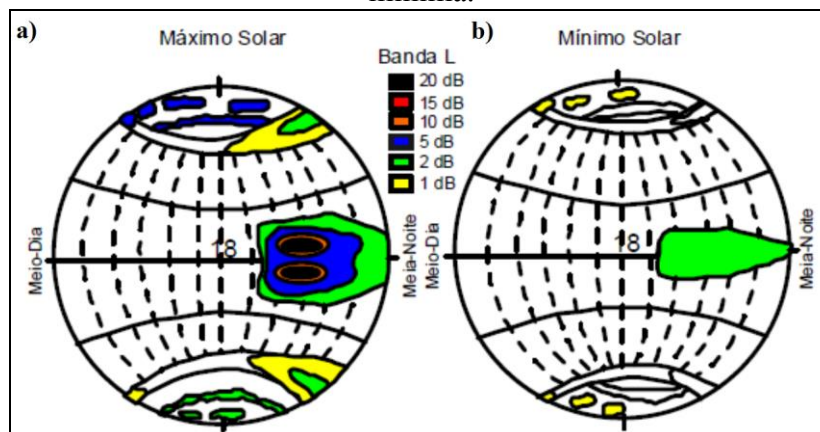 mínima.
a) Máximo Solar
b) Mínimo Solar
Banda L
20 dB
15 dB
10 dB
5 dB
2 dB
1 dB
Meio-Dia
18
Meia-Noite
Meio-Dia
18
Meia-Noite